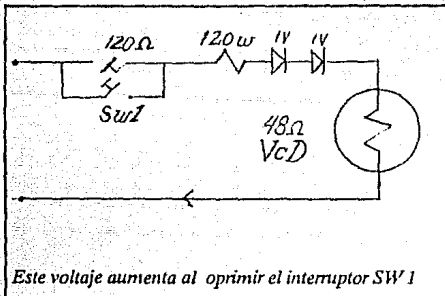 120Ω 120w 1V 1V
SW1
48Ω
VCD
Este voltaje aumenta al oprimir el interruptor SW 1